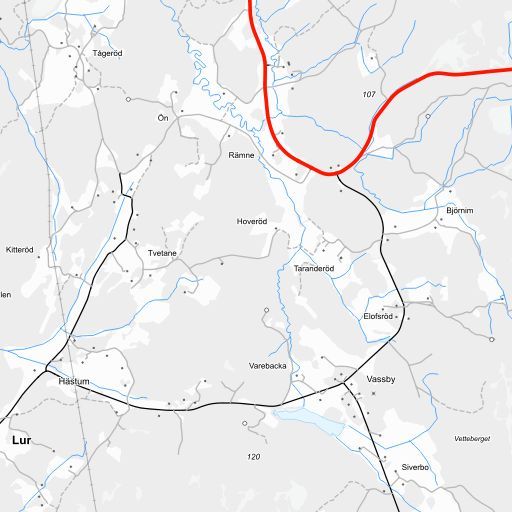 Tågeröd
107
Ön
Rämne
Björnim
Hoveröd
Kitteröd
Tvetane
Taranderöd
len
Elofsröd
Varebacka
Vassby
Hästum
Lur
Vetteberget
120
Siverbo